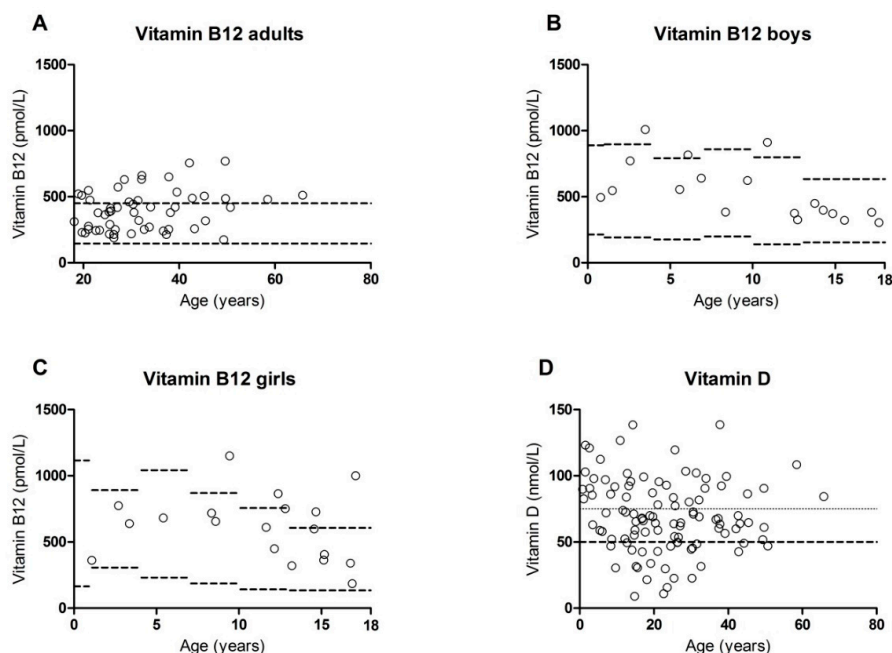 A
Vitamin B12 adults
Vitamin B12 (pmol/L)
1500
1000
500
0
20 40 60 80
Age (years)
B
Vitamin B12 boys
Vitamin B12 (pmol/L)
1500
1000
500
0
0 5 10 15 18
Age (years)
C
Vitamin B12 girls
Vitamin B12 (pmol/L)
1500
1000
500
0
0 5 10 15 18
Age (years)
D
Vitamin D
Vitamin D (nmol/L)
150
100
50
0
0 20 40 60 80
Age (years)